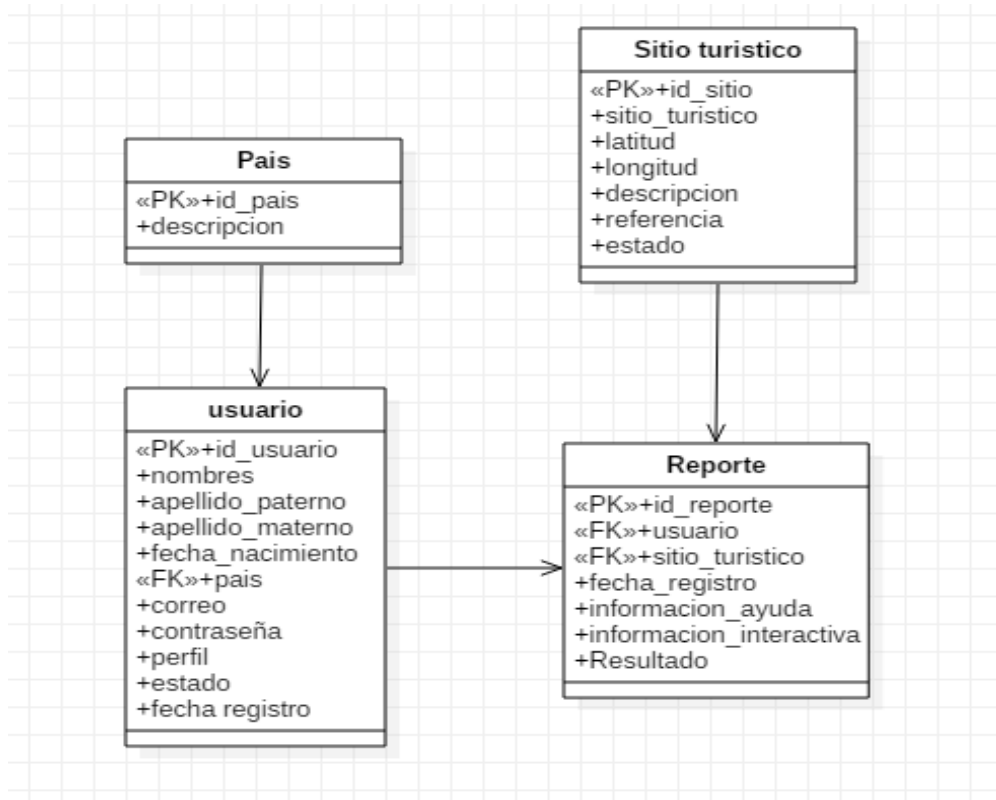 Sitio turistico
«PK»+id_sitio
+sitio_turistico
+latitud
+longitud
+descripcion
+referencia
+estado
Pais
«PK»+id_pais
+descripcion
usuario
«PK»+id_usuario
+nombres
+apellido_paterno
+apellido_materno
+fecha_nacimiento
«FK»+pais
+correo
+contraseña
+perfil
+estado
+fecha registro
Reporte
«PK»+id_reporte
«FK»+usuario
«FK»+sitio_turistico
+fecha_registro
+informacion_ayuda
+informacion_interactiva
+Resultado